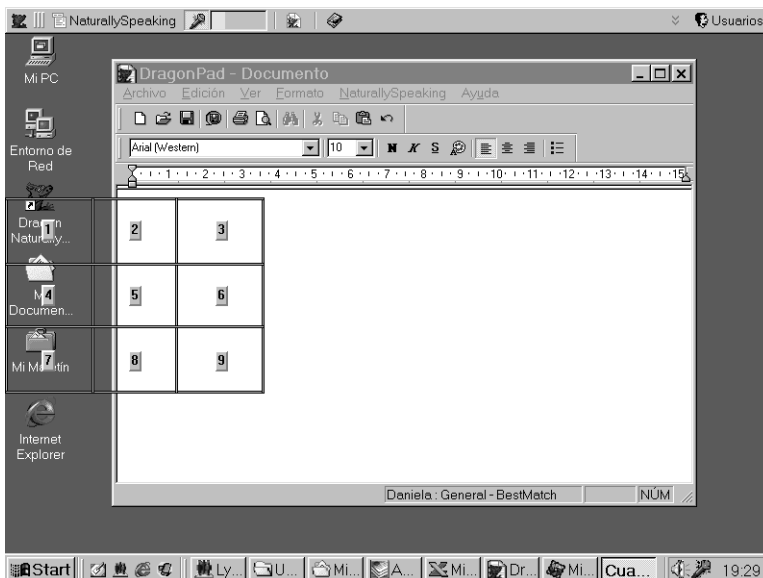 NaturallySpeaking
Usuarios
Mi PC
DragonPad - Documento
Archivo Edición Ver Formato NaturallySpeaking Ayuda
Entorno de
Red
Arial (Western) 10 N K S
1 2 3 4 5 6 7 8 9 10 11 12 13 14 15
1 2 3
Naturally...
4 5 6
Documen...
7 8 9
Internet
Explorer
Daniela : General - BestMatch NÚM
Start Ly... U... Mi... A... Mi... Dr... Mi... Cua... 19:29